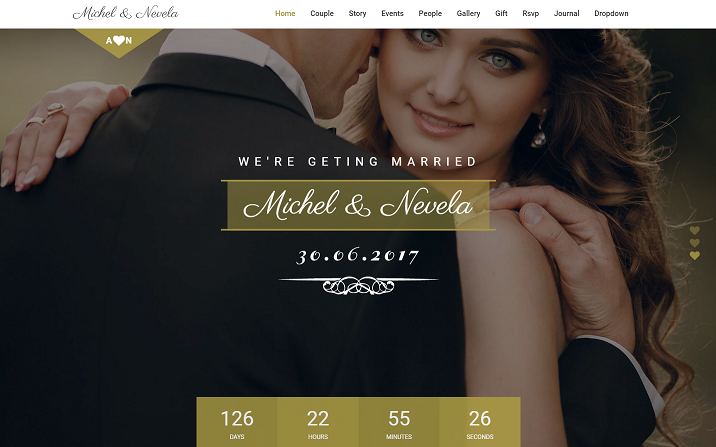 Michel & Nevela
Home Couple Story Events People Gallery Gift Rsvp Journal Dropdown
A N
WE'RE GETING MARRIED
Michel & Nevela
30.06.2017
126 22 55 26
DAYS HOURS MINUTES SECONDS